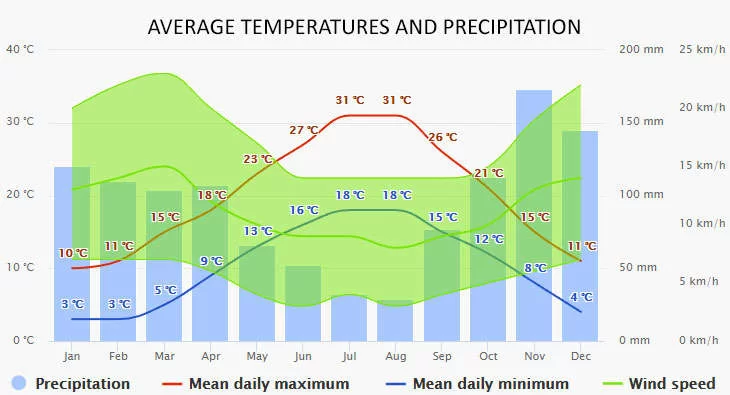 AVERAGE TEMPERATURES AND PRECIPITATION
40 °C 200 mm 25 km/h
31 °C 31 °C
27 °C 26 °C
30 °C 150 mm 20 km/h
23 °C 21 °C
18 °C 18 °C 18 °C
15 °C 16 °C 15 °C 15 °C
20 °C 100 mm 15 km/h
13 °C 12 °C
10 °C 11 °C 9 °C 8 °C 11 °C
10 °C 50 mm 10 km/h
3 °C 3 °C 5 °C 4 °C
5 km/h
0 °C 0 mm 0 km/h
Jan Feb Mar Apr May Jun Jul Aug Sep Oct Nov Dec
Precipitation Mean daily maximum Mean daily minimum Wind speed